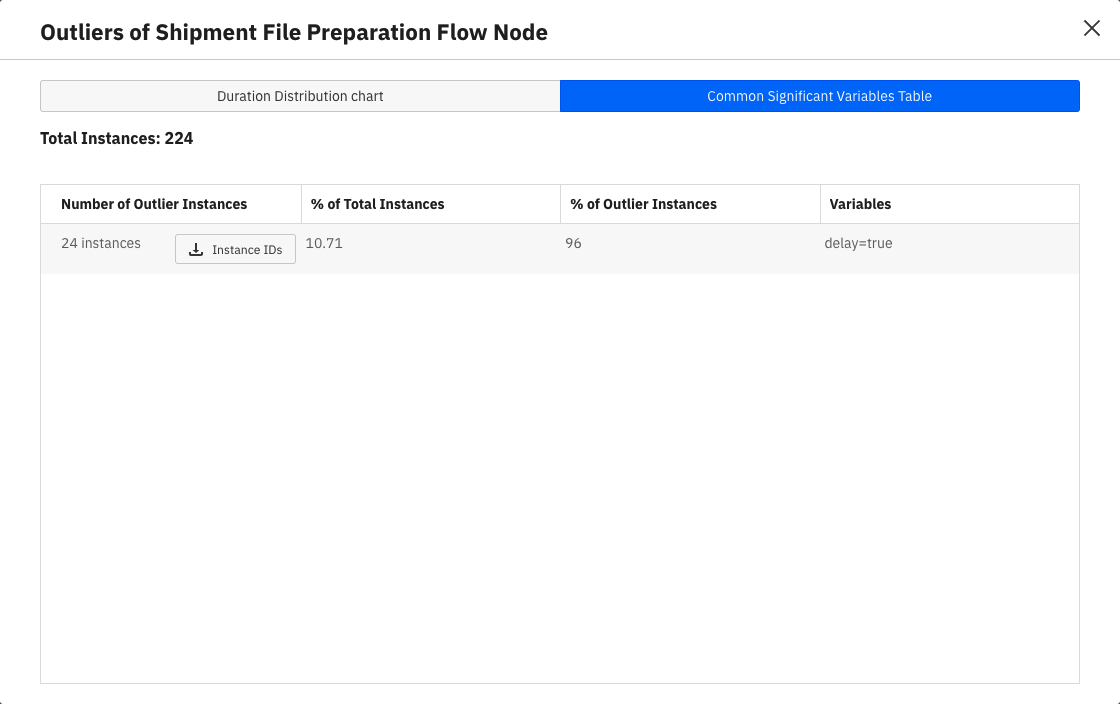 Outliers of Shipment File Preparation Flow Node
Duration Distribution chart
Common Significant Variables Table
Total Instances: 224
Number of Outlier Instances % of Total Instances % of Outlier Instances Variables
24 instances Instance IDs 10.71 96 delay=true